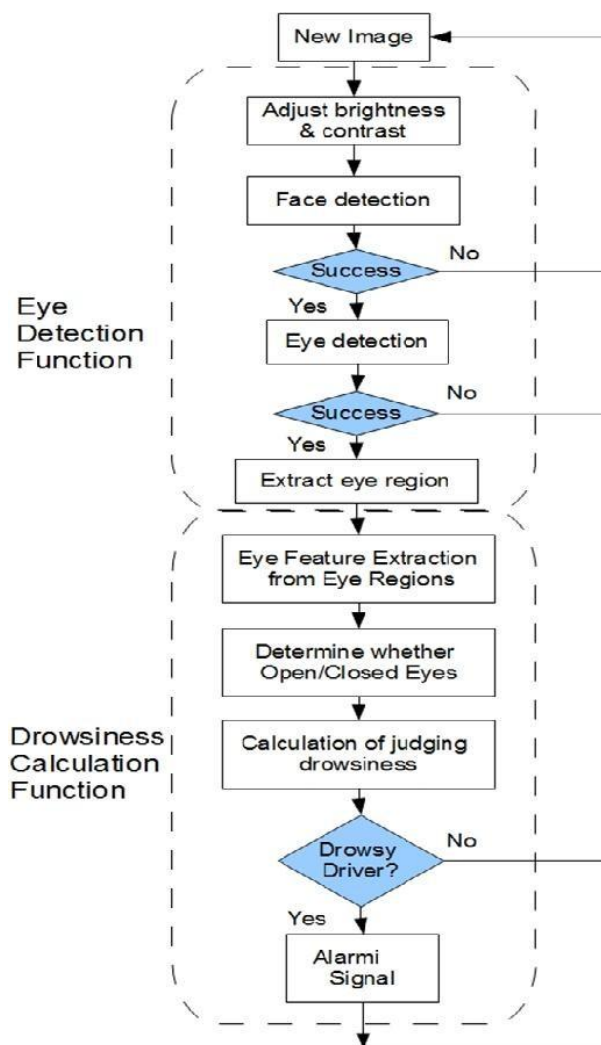 New Image
Adjust brightness
& contrast
Face detection
Success
No
Yes
Eye detection
Success
No
Yes
Extract eye region
Eye
Detection
Function
Eye Feature Extraction
from Eye Regions
Determine whether
Open/Closed Eyes
Calculation of judging
drowsiness
Drowsiness
Calculation
Function
Drowsy
Driver?
No
Yes
Alarmi
Signal